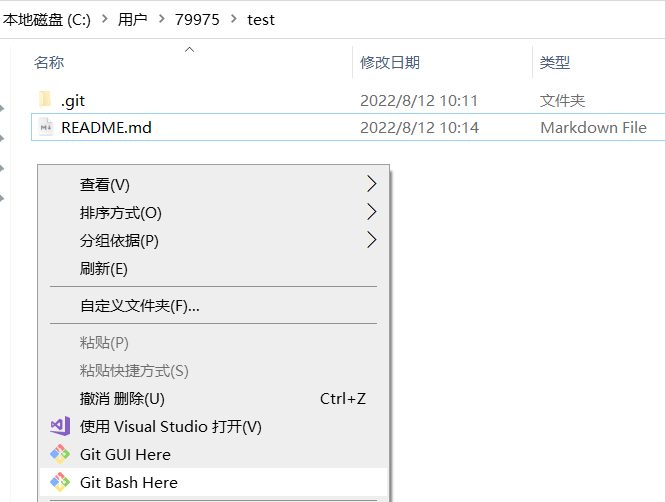 本地磁盘 (C:) > 用户 > 79975 > test
名称 修改日期 类型
.git 2022/8/12 10:11 文件夹
README.md 2022/8/12 10:14 Markdown File
查看(V)
排序方式(O)
分组依据(P)
刷新(E)
自定义文件夹(F)...
粘贴(P)
粘贴快捷方式(S)
撤消 删除(U) Ctrl+Z
使用 Visual Studio 打开(V)
Git GUI Here
Git Bash Here